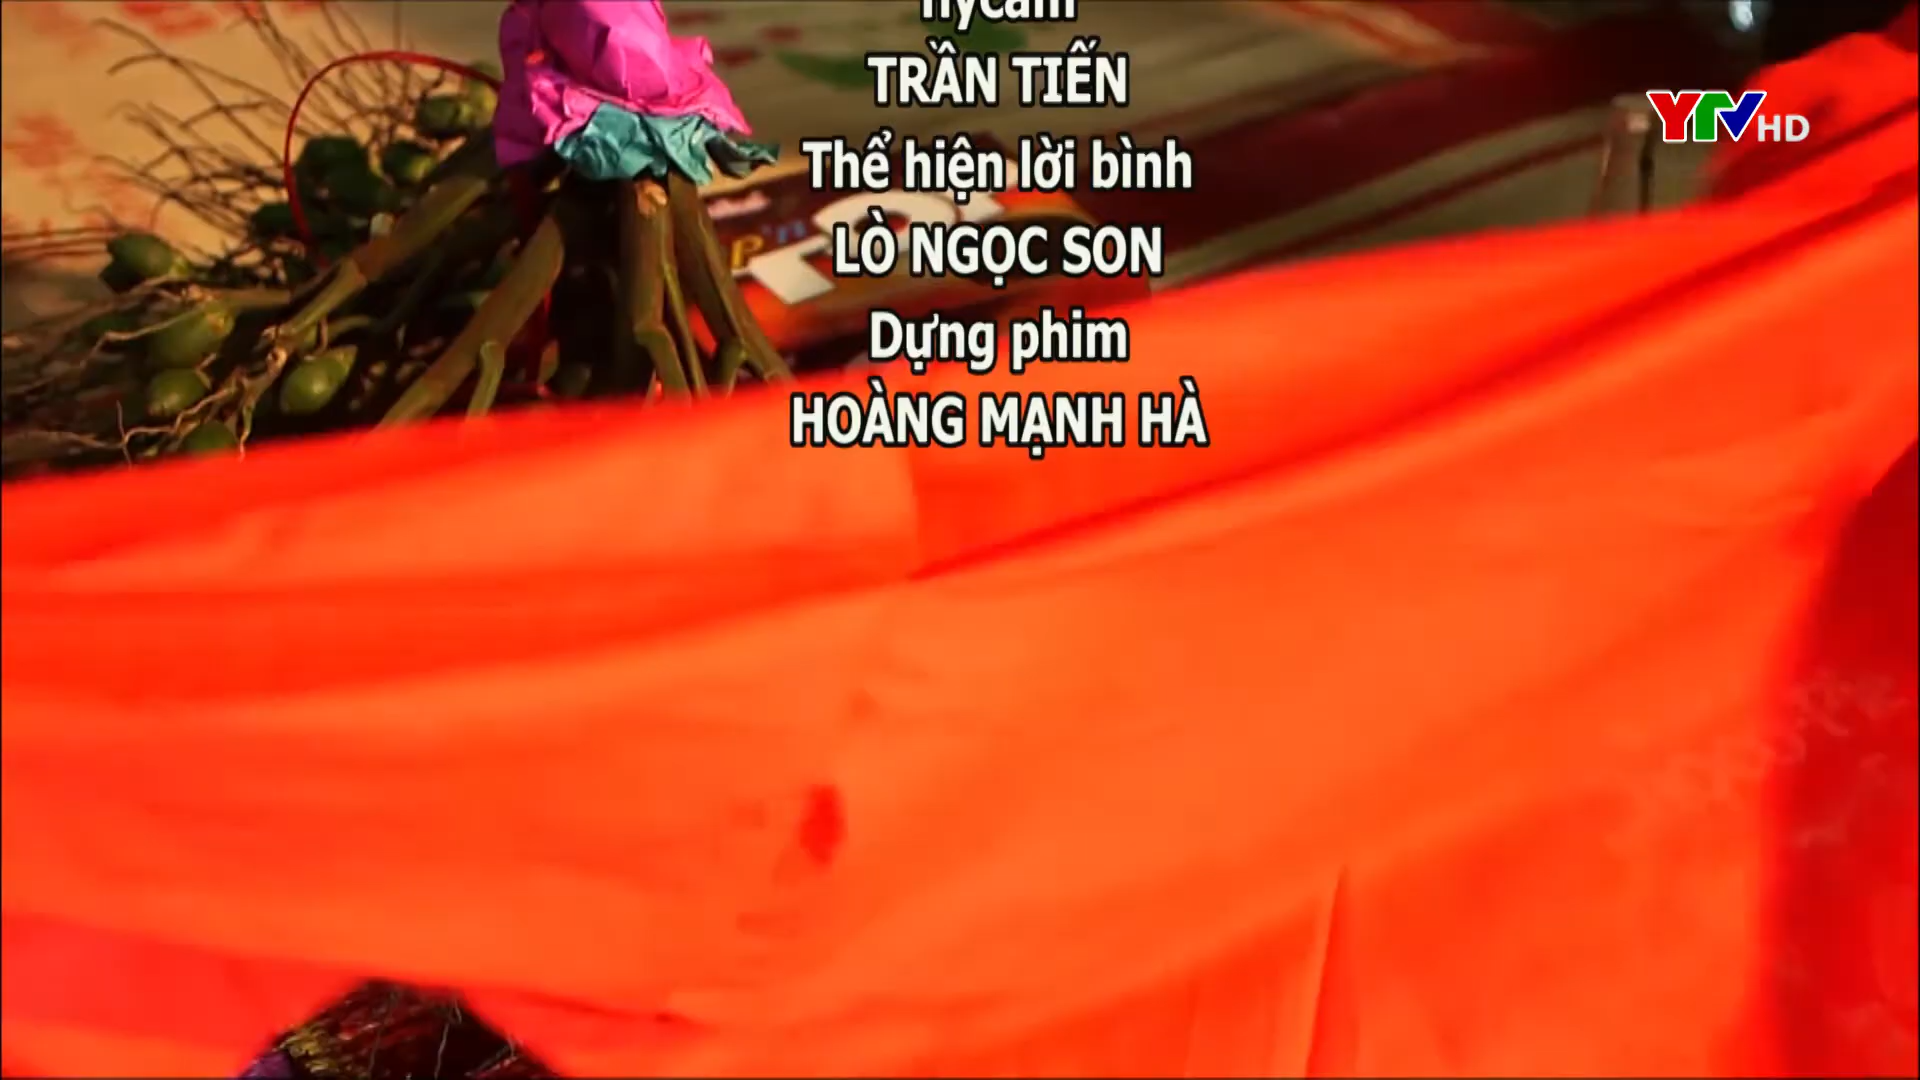 TRẦN TIẾN
YTV HD
Thể hiện lời bình
LÒ NGỌC SON
Dựng phim
HOÀNG MẠNH HÀ